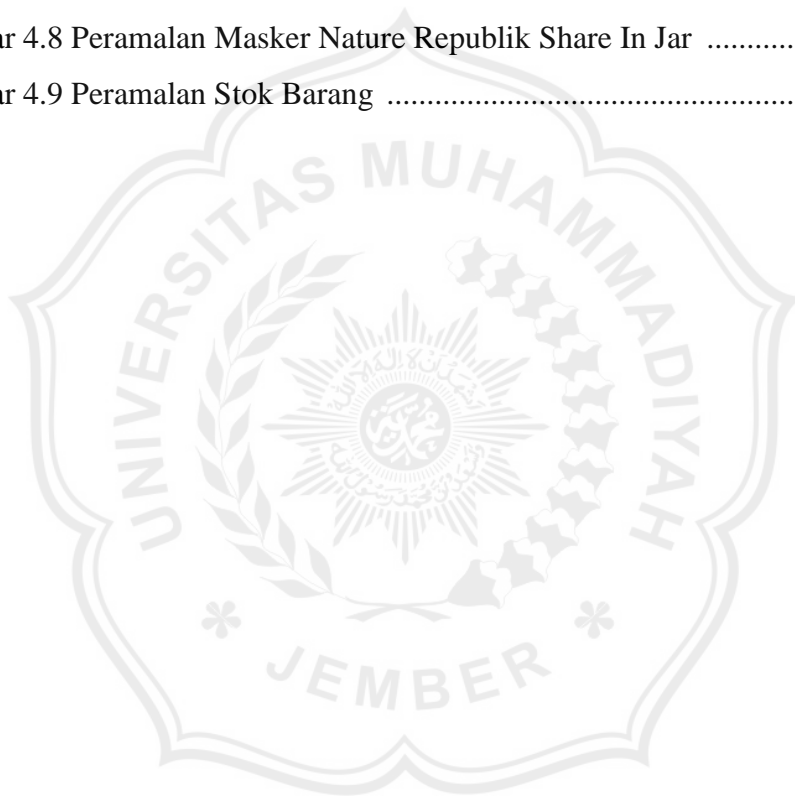 ar 4.8 Peramalan Masker Nature Republik Share In Jar ...........
ar 4.9 Peramalan Stok Barang ....................................................
UNIVERSITAS MUHAMMADIYAH
JEMBER